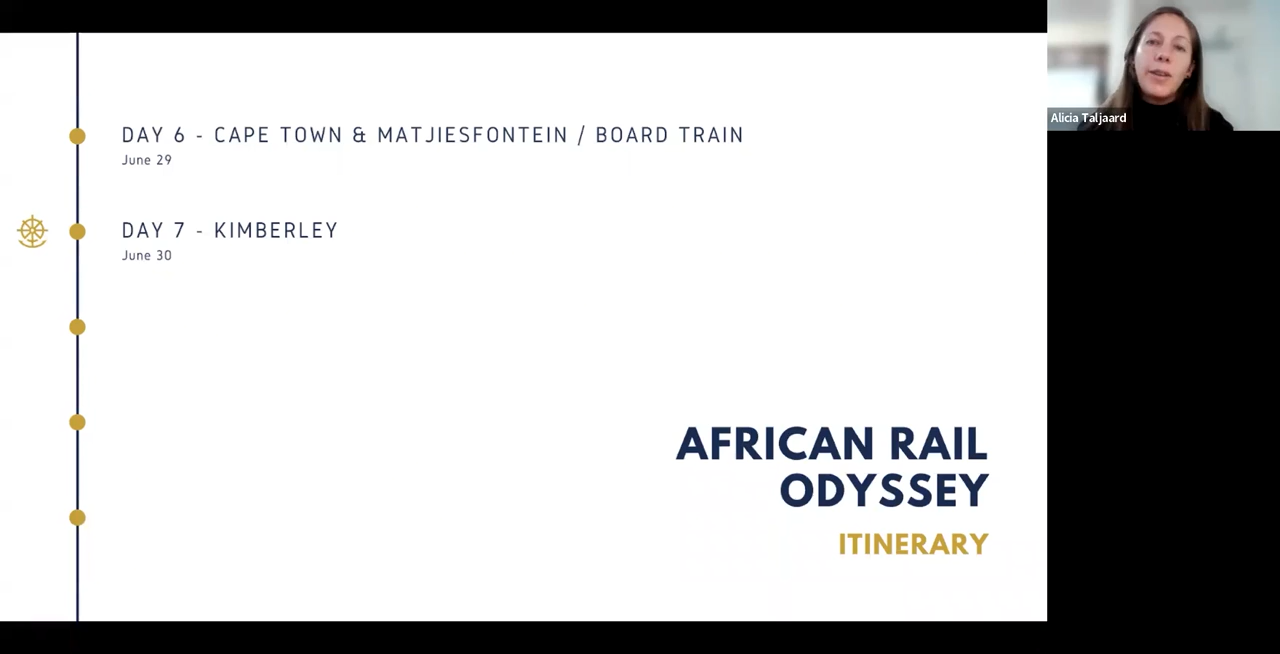 DAY 6 - CAPE TOWN & MATJIESFONTEIN / BOARD TRAIN
June 29
DAY 7 - KIMBERLEY
June 30
AFRICAN RAIL
ODYSSEY
ITINERARY
Alicia Taljaard